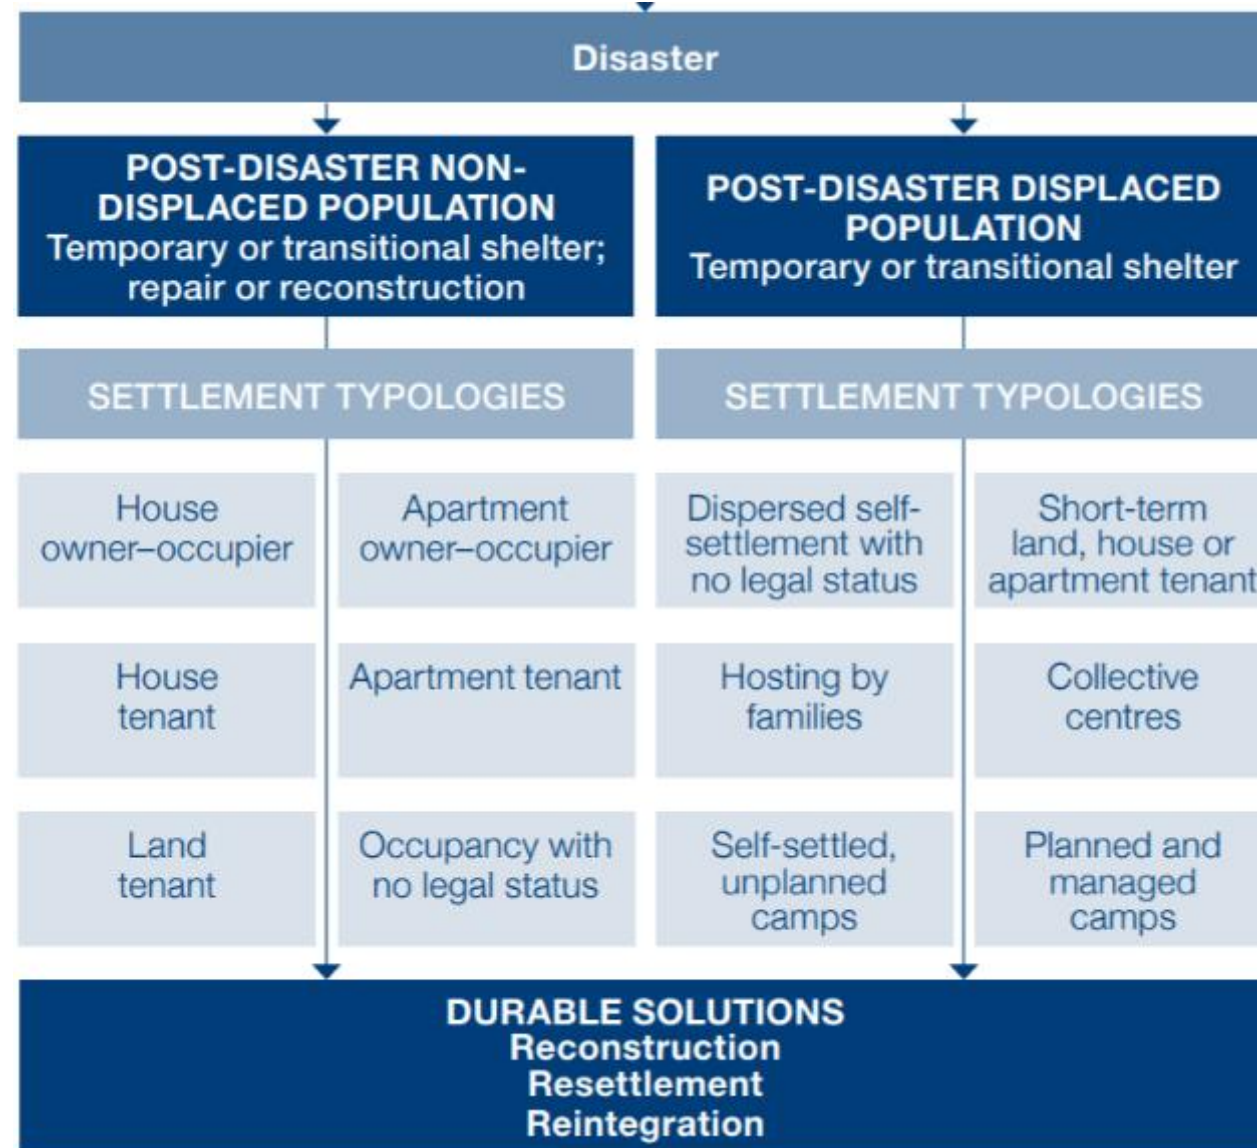 Disaster
POST-DISASTER NON-
DISPLACED POPULATION
Temporary or transitional shelter;
repair or reconstruction
POST-DISASTER DISPLACED
POPULATION
Temporary or transitional shelter
SETTLEMENT TYPOLOGIES
SETTLEMENT TYPOLOGIES
House
owner–occupier
Apartment
owner–occupier
Dispersed self-
settlement with
no legal status
Short-term
land, house or
apartment tenant
House
tenant
Apartment tenant
Hosting by
families
Collective
centres
Land
tenant
Occupancy with
no legal status
Self-settled,
unplanned
camps
Planned and
managed
camps
DURABLE SOLUTIONS
Reconstruction
Resettlement
Reintegration